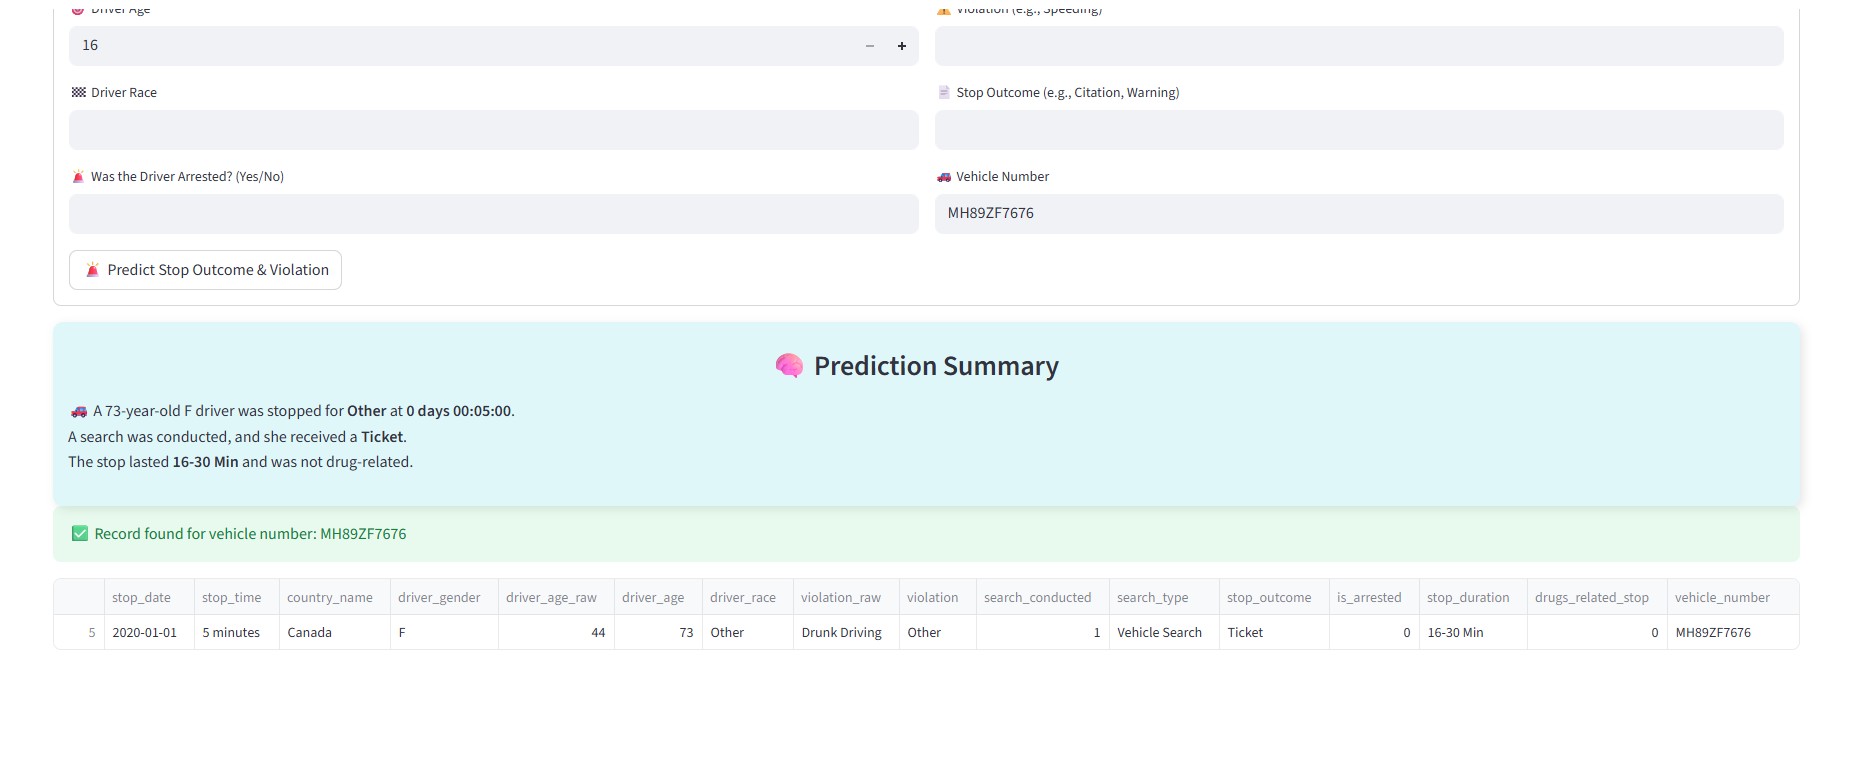 Driver Age
Violation (e.g., Speeding)
16
Driver Race
Stop Outcome (e.g., Citation, Warning)
Was the Driver Arrested? (Yes/No)
Vehicle Number
MH89ZF7676
Predict Stop Outcome & Violation
Prediction Summary
A 73-year-old F driver was stopped for Other at 0 days 00:05:00.
A search was conducted, and she received a Ticket.
The stop lasted 16-30 Min and was not drug-related.
Record found for vehicle number: MH89ZF7676
stop_date stop_time country_name driver_gender driver_age_raw driver_age driver_race violation_raw violation search_conducted search_type stop_outcome is_arrested stop_duration drugs_related_stop vehicle_number
5 2020-01-01 5 minutes Canada F 44 73 Other Drunk Driving Other 1 Vehicle Search Ticket 0 16-30 Min 0 MH89ZF7676